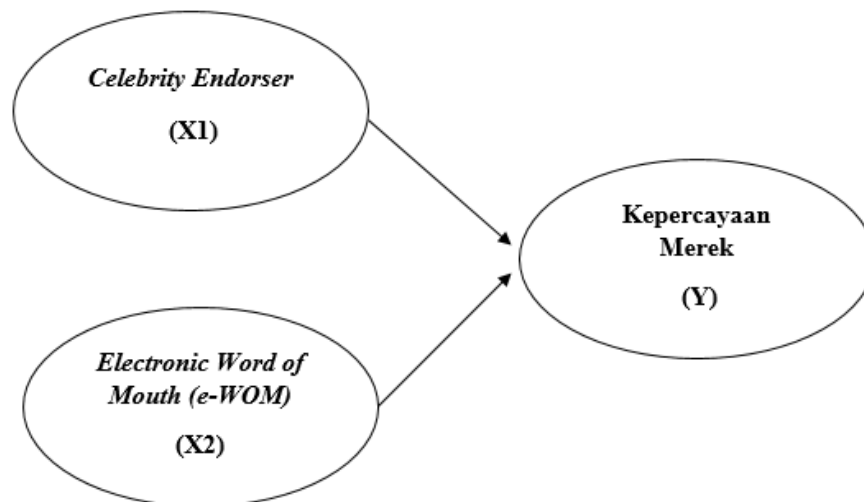 Celebrity Endorser
(X1)
Kepercayaan
Merek
(Y)
Electronic Word of
Mouth (e-WOM)
(X2)